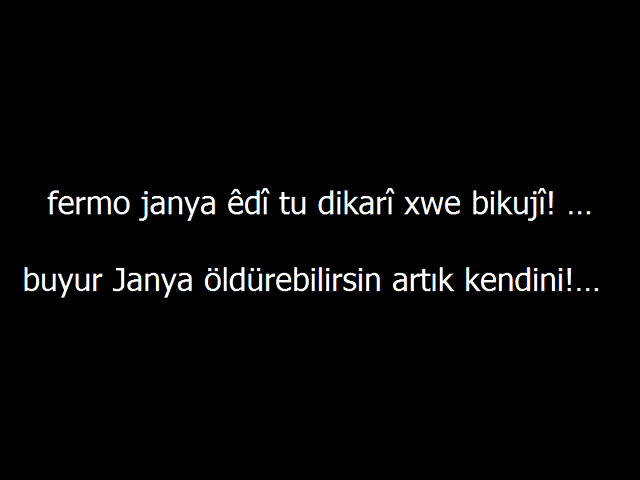 fermo janya êdî tu dikarî xwe bikujî! ...
buyur Janya öldürebilirsin artık kendini!...